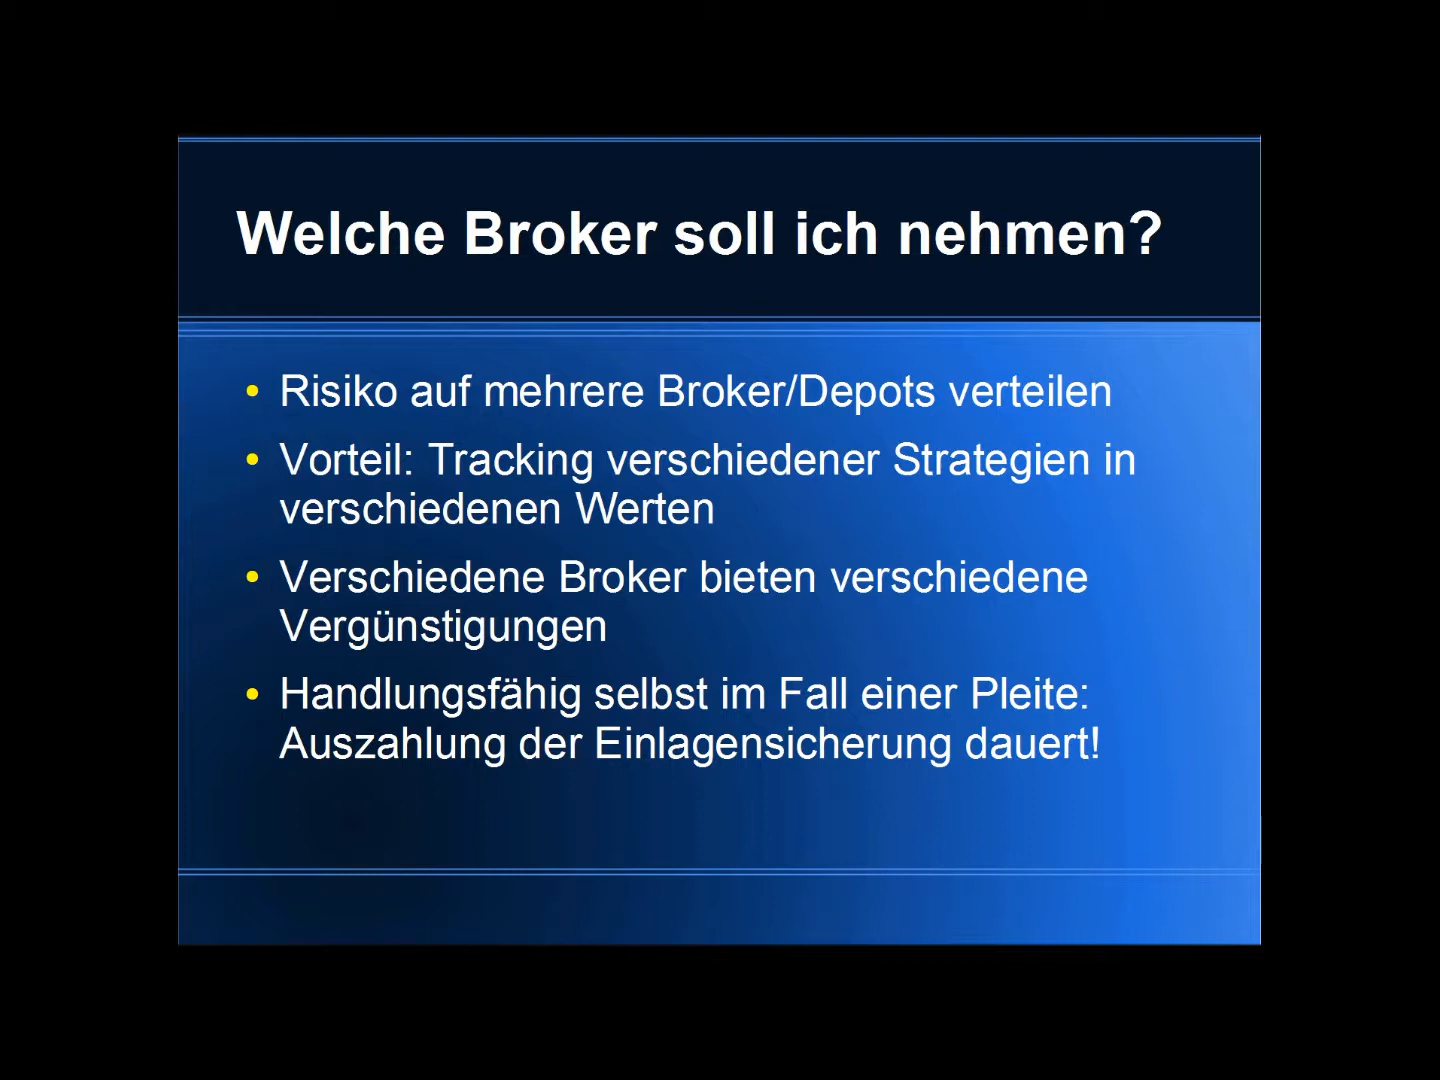 Welche Broker soll ich nehmen?
• Risiko auf mehrere Broker/Depots verteilen
• Vorteil: Tracking verschiedener Strategien in
verschiedenen Werten
• Verschiedene Broker bieten verschiedene
Vergünstigungen
• Handlungsfähig selbst im Fall einer Pleite:
Auszahlung der Einlagensicherung dauert!